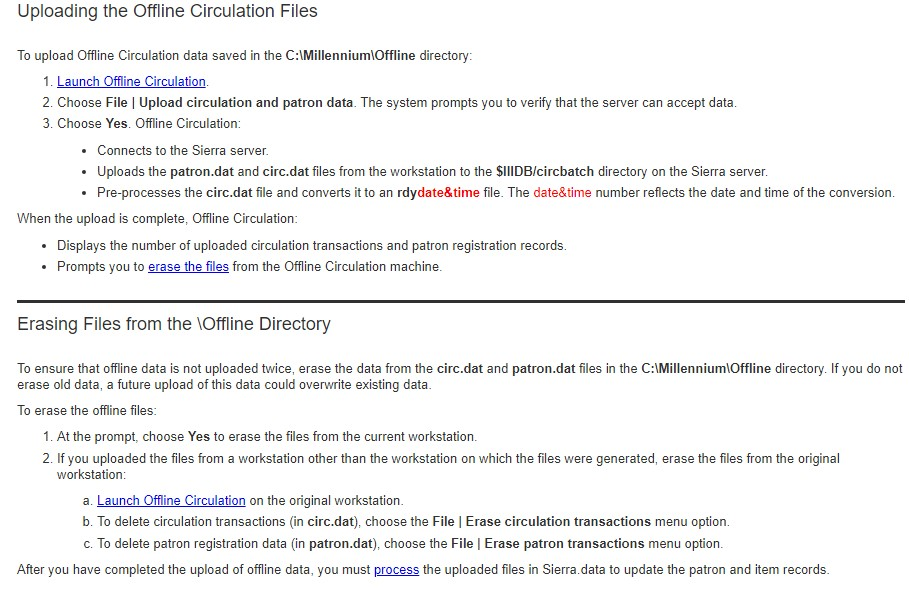 Uploading the Offline Circulation Files
To upload Offline Circulation data saved in the C:\Millennium\Offline directory:
1. Launch Offline Circulation.
2. Choose File | Upload circulation and patron data. The system prompts you to verify that the server can accept data.
3. Choose Yes. Offline Circulation:
• Connects to the Sierra server.
• Uploads the patron.dat and circ.dat files from the workstation to the $IIIDB/circbatch directory on the Sierra server.
• Pre-processes the circ.dat file and converts it to an rdydate&time file. The date&time number reflects the date and time of the conversion.
When the upload is complete, Offline Circulation:
• Displays the number of uploaded circulation transactions and patron registration records.
• Prompts you to erase the files from the Offline Circulation machine.
Erasing Files from the \Offline Directory
To ensure that offline data is not uploaded twice, erase the data from the circ.dat and patron.dat files in the C:\Millennium\Offline directory. If you do not
erase old data, a future upload of this data could overwrite existing data.
To erase the offline files:
1. At the prompt, choose Yes to erase the files from the current workstation.
2. If you uploaded the files from a workstation other than the workstation on which the files were generated, erase the files from the original
workstation:
a. Launch Offline Circulation on the original workstation.
b. To delete circulation transactions (in circ.dat), choose the File | Erase circulation transactions menu option.
c. To delete patron registration data (in patron.dat), choose the File | Erase patron transactions menu option.
After you have completed the upload of offline data, you must process the uploaded files in Sierra.data to update the patron and item records.